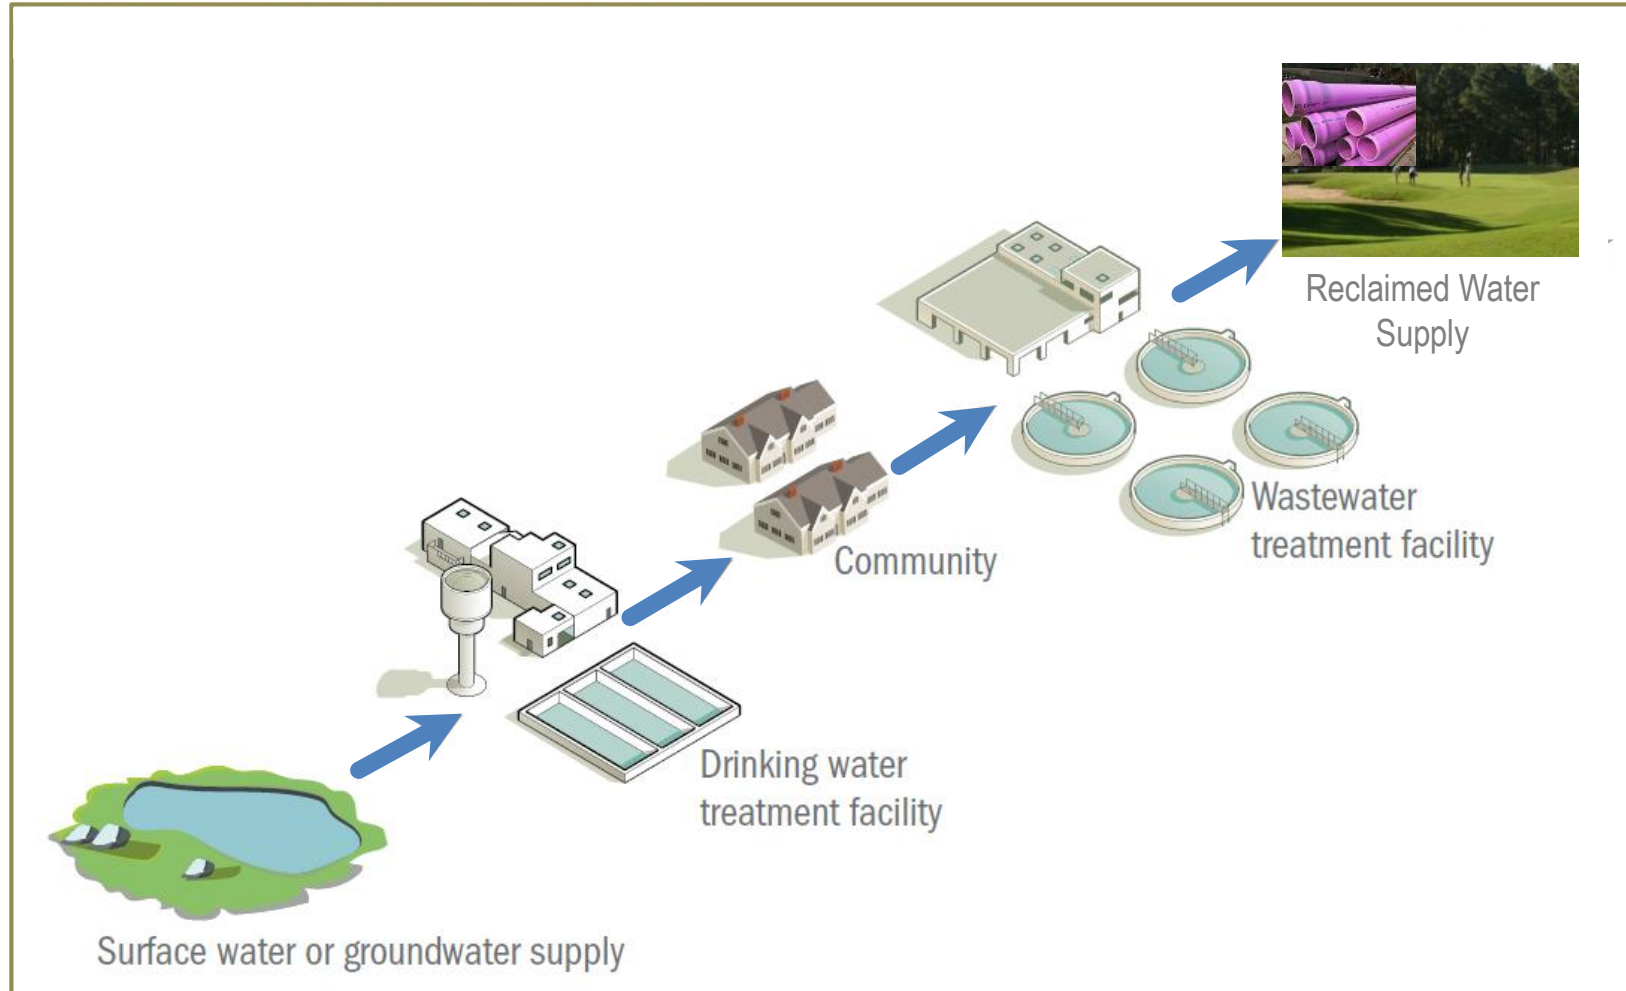 Reclaimed Water
Supply
Wastewater
treatment facility
Community
Drinking water
treatment facility
Surface water or groundwater supply